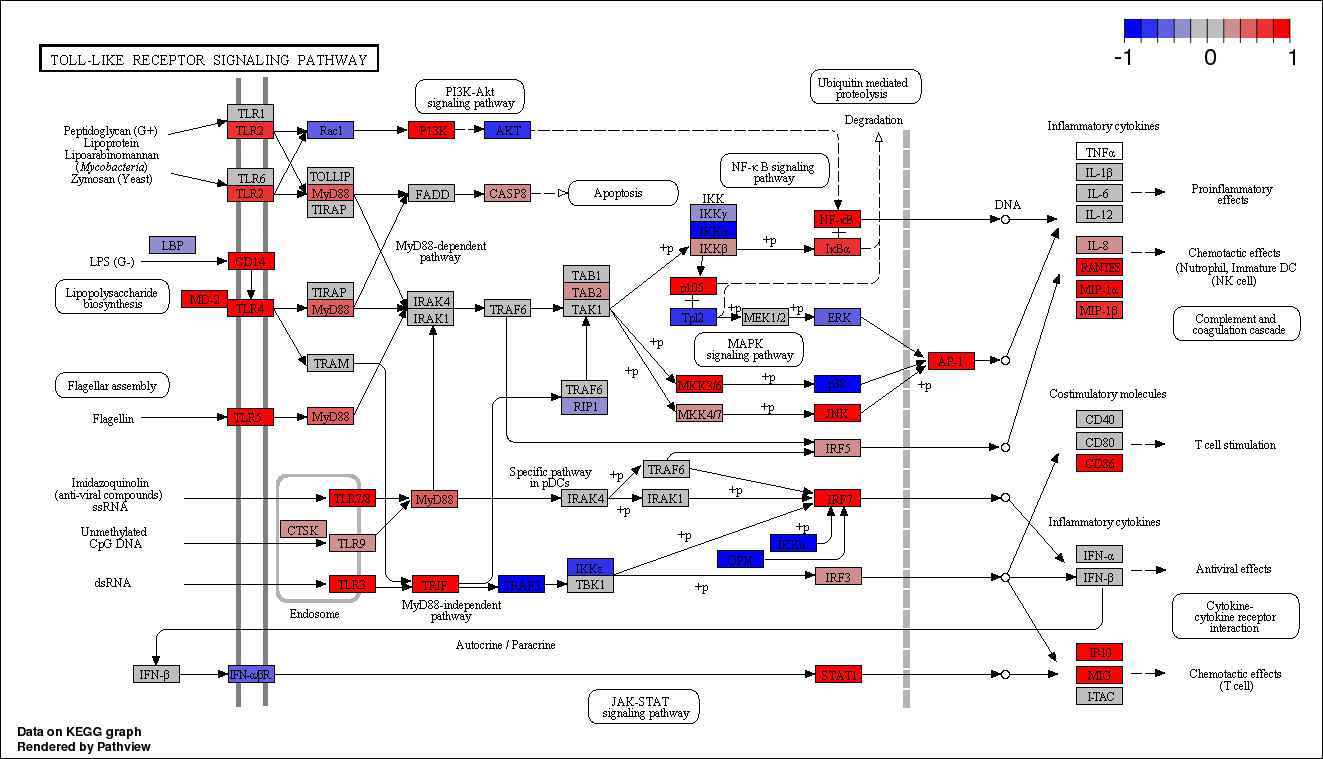 -1 0 1
TOLL-LIKE RECEPTOR SIGNALING PATHWAY
PI3K-Akt
signaling pathway
Ubiquitin mediated
proteolysis
Degradation
Inflammatory cytokines
TLR1
TLR2
Peptidoglycan (G+)
Lipoprotein
Lipoarabinomannan
(Mycobacteria)
Zymosan (Yeast)
Rac1
PI3K
AKT
TNFα
IL-1β
IL-6
IL-12
Proinflammatory
effects
NF-κB signaling
pathway
TLR6
TLR2
TOLLIP
MyD88
TIRAP
FADD
CASP8
Apoptosis
IKK
IKKγ
IKKα
IKKβ
NF-κB
+
IκBα
DNA
LBP
LPS (G-)
CD14
MyD88-dependent
pathway
+p
+p
IL-8
RANTES
MIP-1α
MIP-1β
Chemotactic effects
(Nutrophil, Immature DC
(NK cell)
Lipopolysaccharide
biosynthesis
MD-2
TLR4
TIRAP
MyD88
IRAK4
IRAK1
TRAF6
TAB1
TAB2
TAK1
p105
+
Tpl2
+p
MEK1/2
+p
ERK
Complement and
coagulation cascade
MAPK
signaling pathway
TRAM
+p
+p
AP-1
+p
Flagellar assembly
Flagellin
TLR5
MyD88
TRAF6
RIP1
MKK3/6
+p
p38
MKK4/7
+p
JNK
Costimulatory molecules
CD40
CD80
CD86
T cell stimulation
IRF5
Imidazoquinolin
(anti-viral compounds)
ssRNA
TLR7/8
MyD88
Specific pathway
in pDCs
IRAK4
+p
+p
TRAF6
IRAK1
+p
IRF7
Unmethylated
CpG DNA
CTSK
TLR9
+p
+p
IKKα
OPN
Inflammatory cytokines
IFN-α
IFN-β
Antiviral effects
dsRNA
TLR3
Endosome
TRIF
MyD88-independent
pathway
TRAF3
IKKε
TBK1
+p
IRF3
Cytokine-
cytokine receptor
interaction
Autocrine / Paracrine
IFN-β
IFN-αβR
STAT1
IP-10
MIG
I-TAC
Chemotactic effects
(T cell)
JAK-STAT
signaling pathway
Data on KEGG graph
Rendered by Pathview